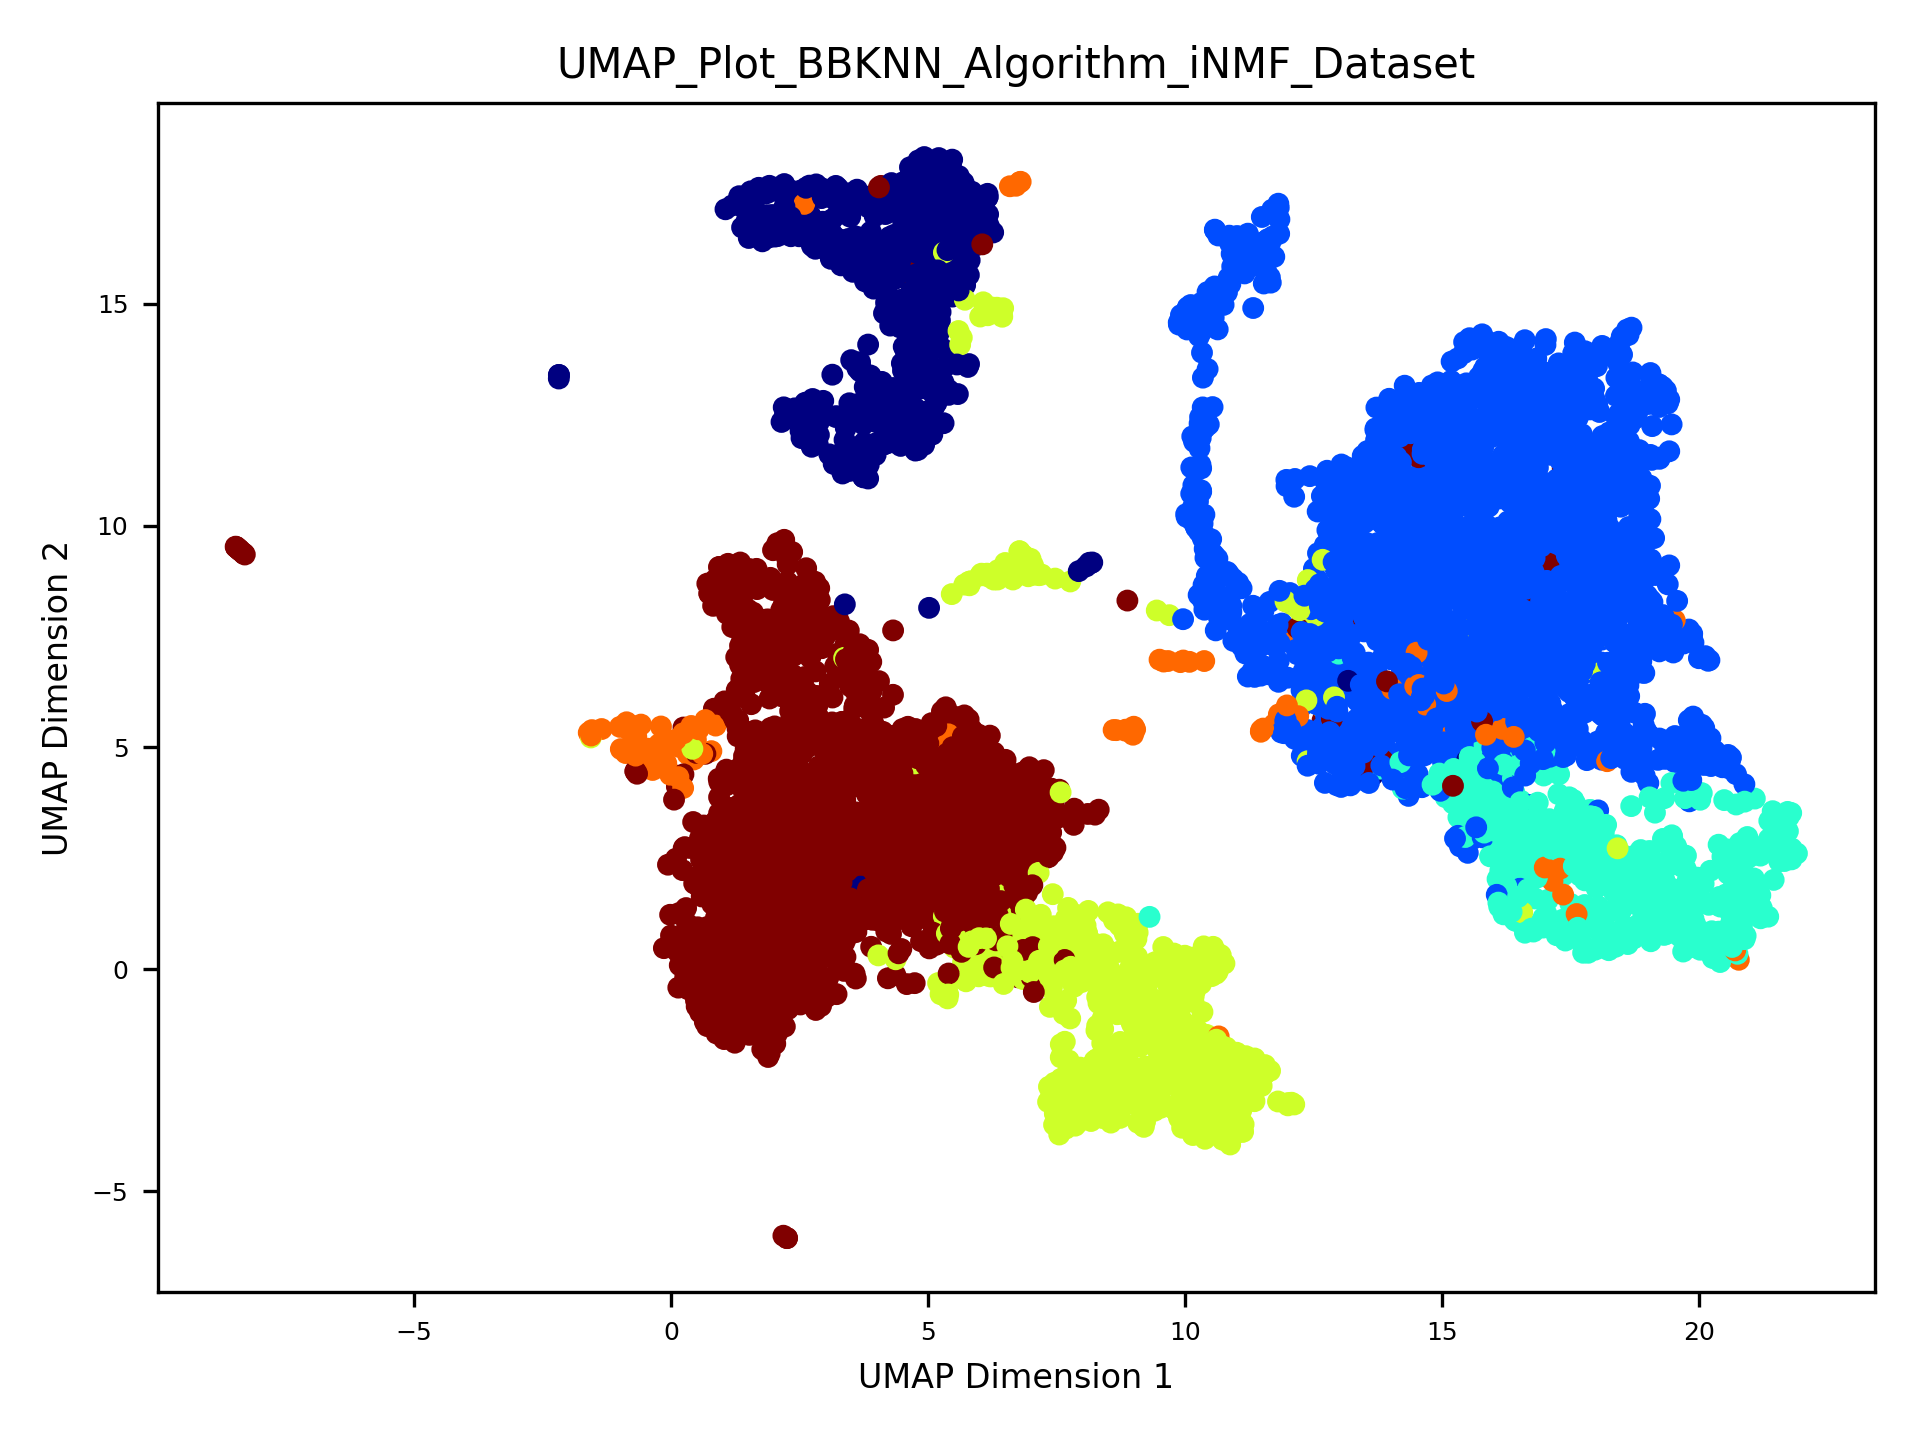 UMAP_Plot_BBKNN_Algorithm_iNMF_Dataset
UMAP Dimension 2
15
10
5
0
−5
−5 0 5 10 15 20
UMAP Dimension 1